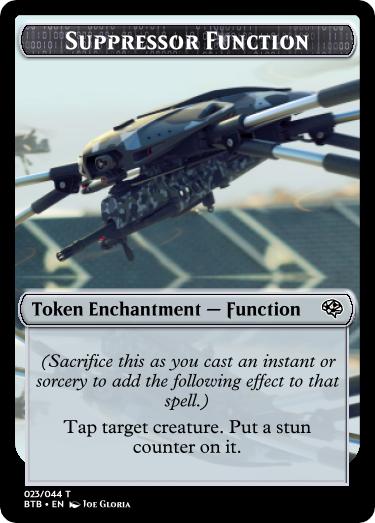 Suppressor Function
Token Enchantment — Function
(Sacrifice this as you cast an instant or
sorcery to add the following effect to that
spell.)
Tap target creature. Put a stun
counter on it.
023/044 T
BTB • EN Joe Gloria